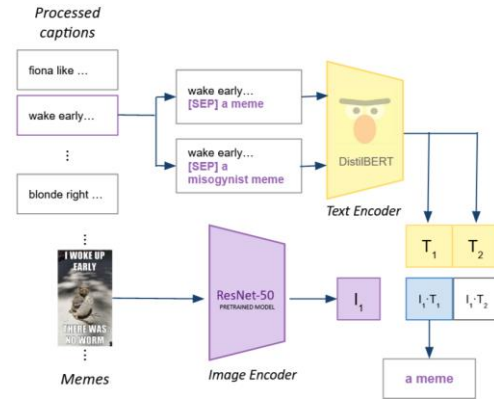 Processed
captions
fiona like ...
wake early...
blonde right ...
wake early...
[SEP] a meme
wake early...
[SEP] a
misogynist meme
DistilBERT
Text Encoder
T1 T2
I WOKE UP
EARLY
THERE WAS
NO WORM
Memes
ResNet-50
PRETRAINED MODEL
Image Encoder
I1
I1·T1 I1·T2
a meme